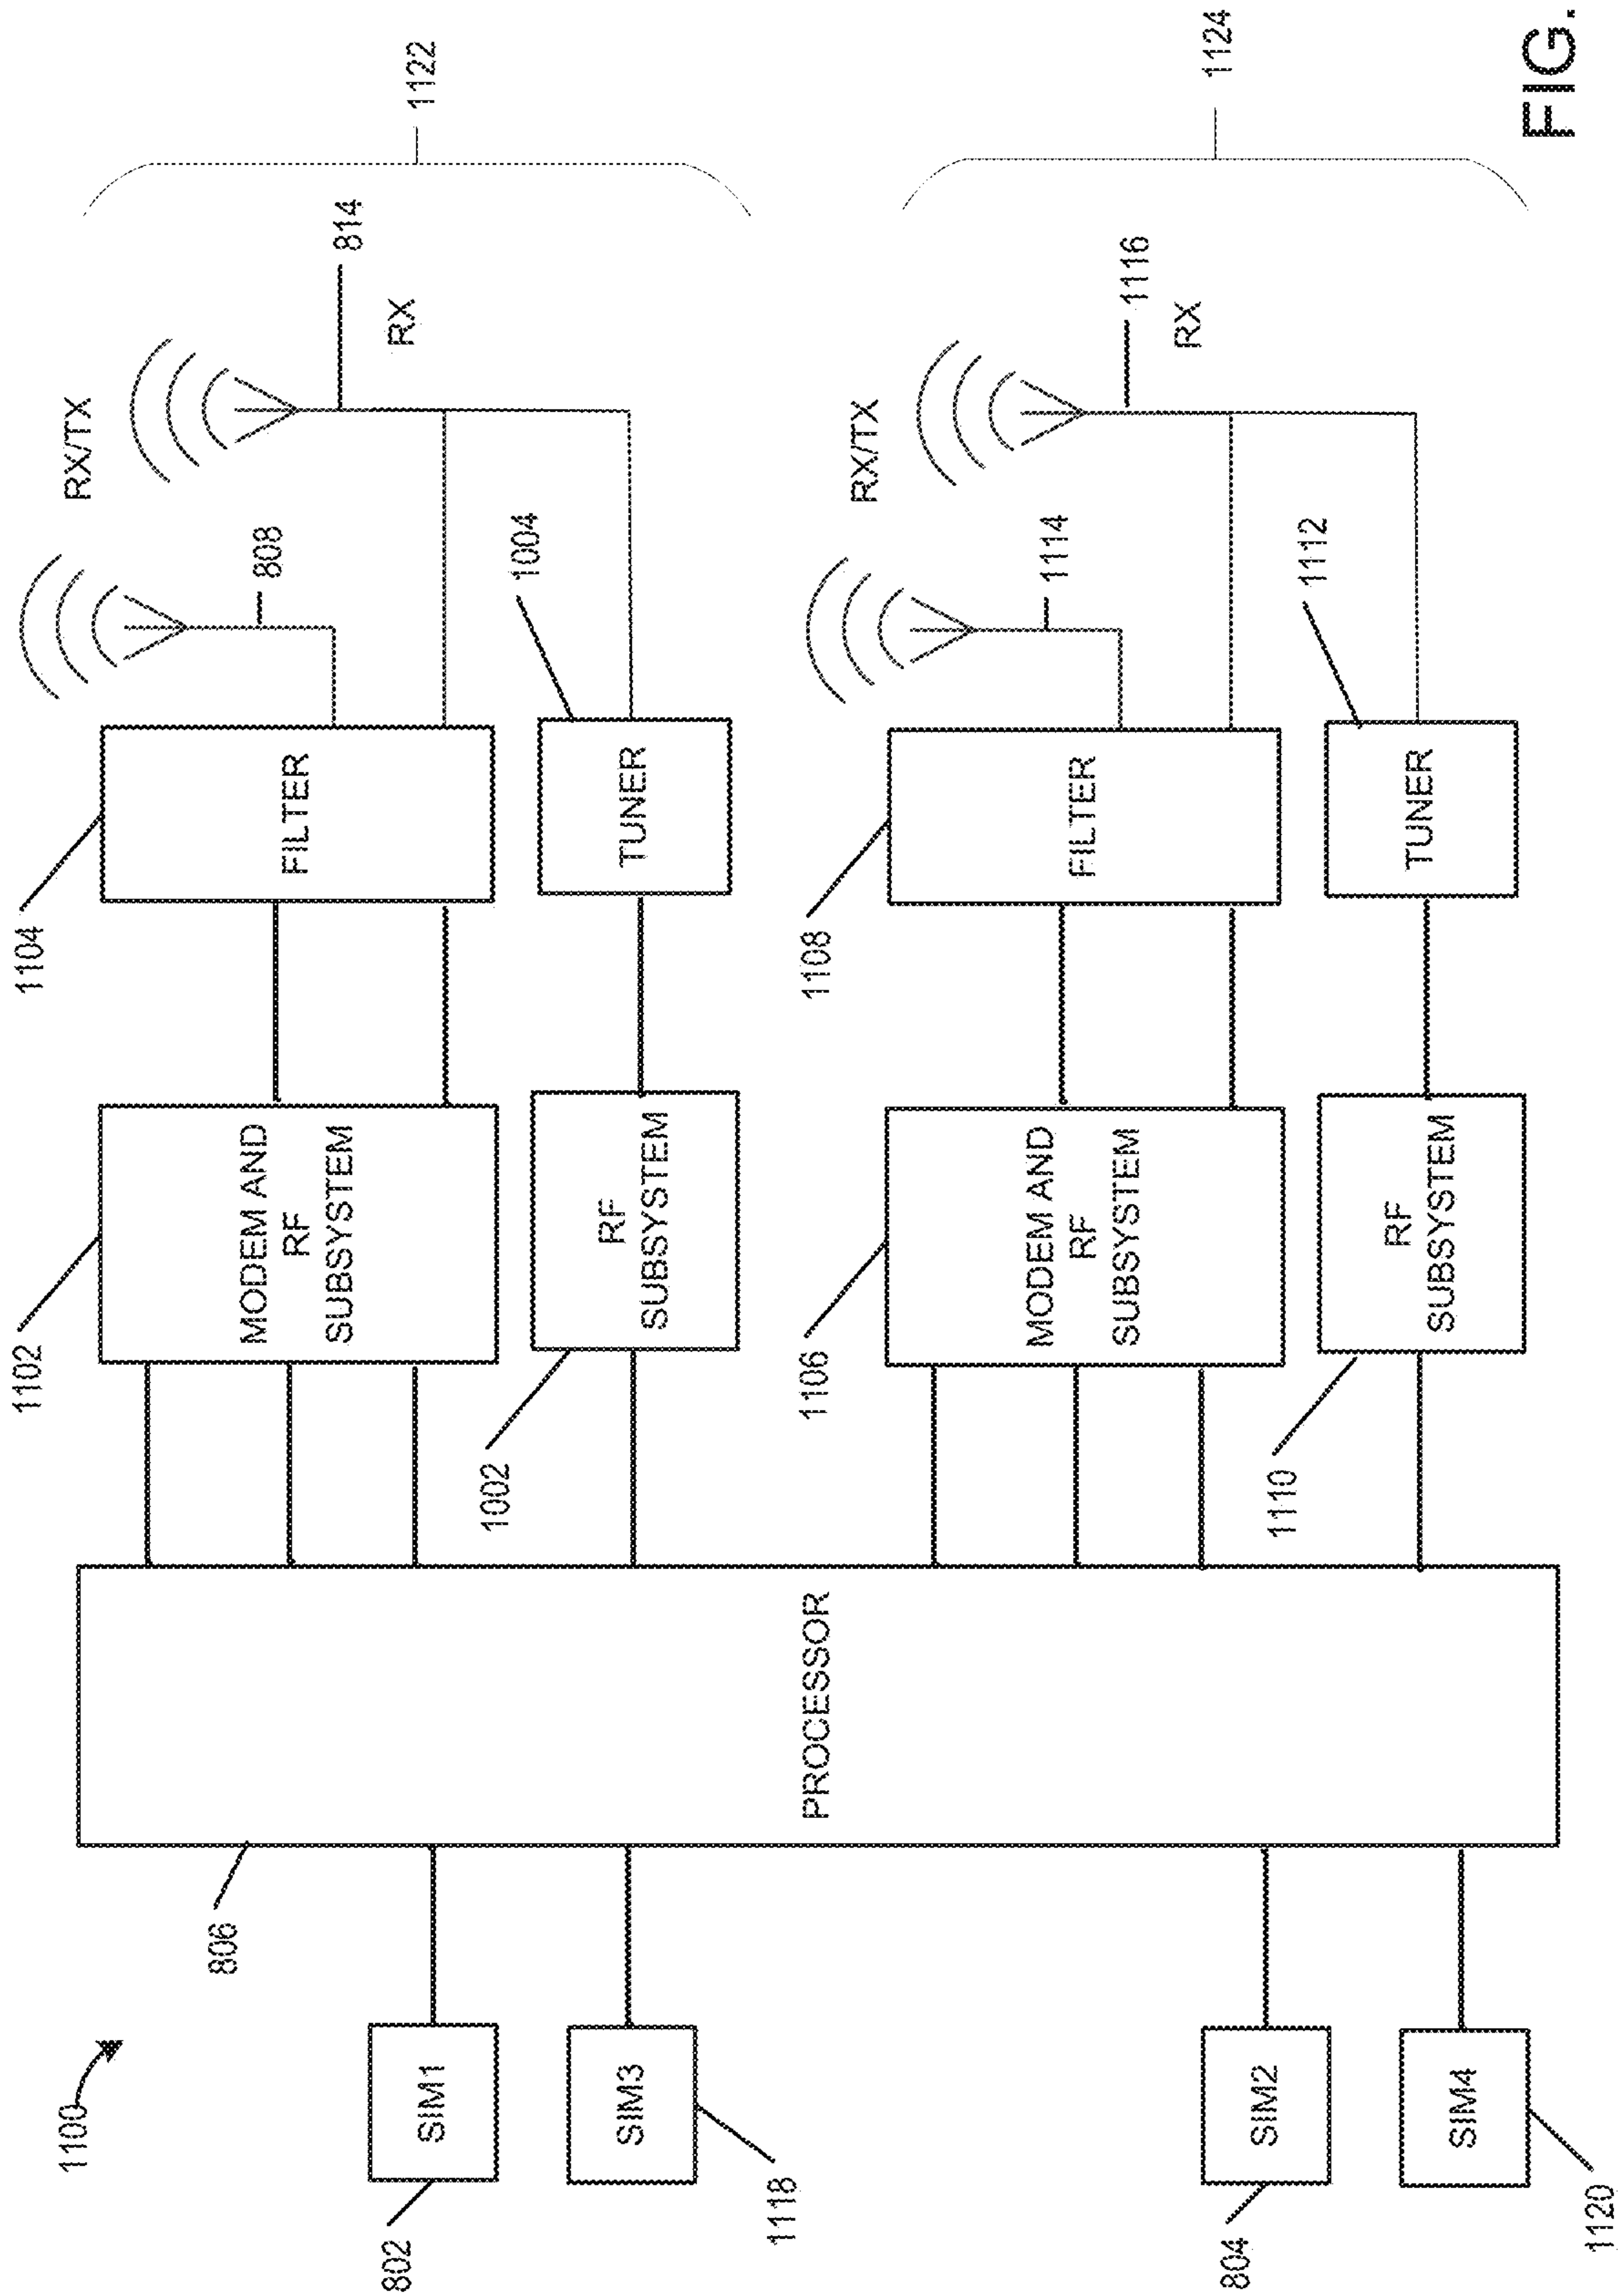 1100
802
SIM1
SIM3
1118
804
SIM2
SIM4
1120
806
PROCESSOR
1102
MODEM AND
RF
SUBSYSTEM
1002
RF
SUBSYSTEM
1104
FILTER
1004
TUNER
808
RX/TX
814
RX
1122
1106
MODEM AND
RF
SUBSYSTEM
1110
RF
SUBSYSTEM
1108
FILTER
1112
TUNER
1114
RX/TX
1116
RX
1124
FIG.